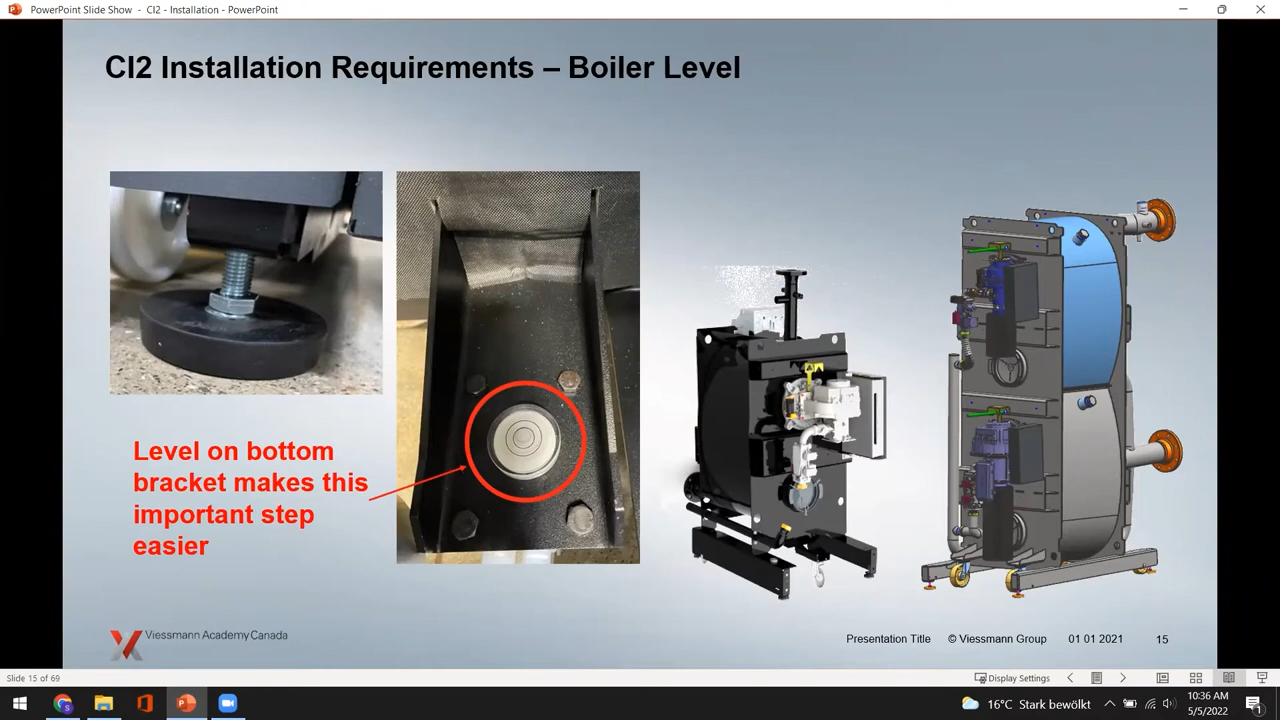 PowerPoint Slide Show - CI2 - Installation - PowerPoint
CI2 Installation Requirements – Boiler Level
Level on bottom
bracket makes this
important step
easier
Viessmann Academy Canada
Presentation Title © Viessmann Group 01 01 2021 15
Slide 15 of 69
Display Settings
16°C Stark bewölkt
10:36 AM
5/5/2022
1